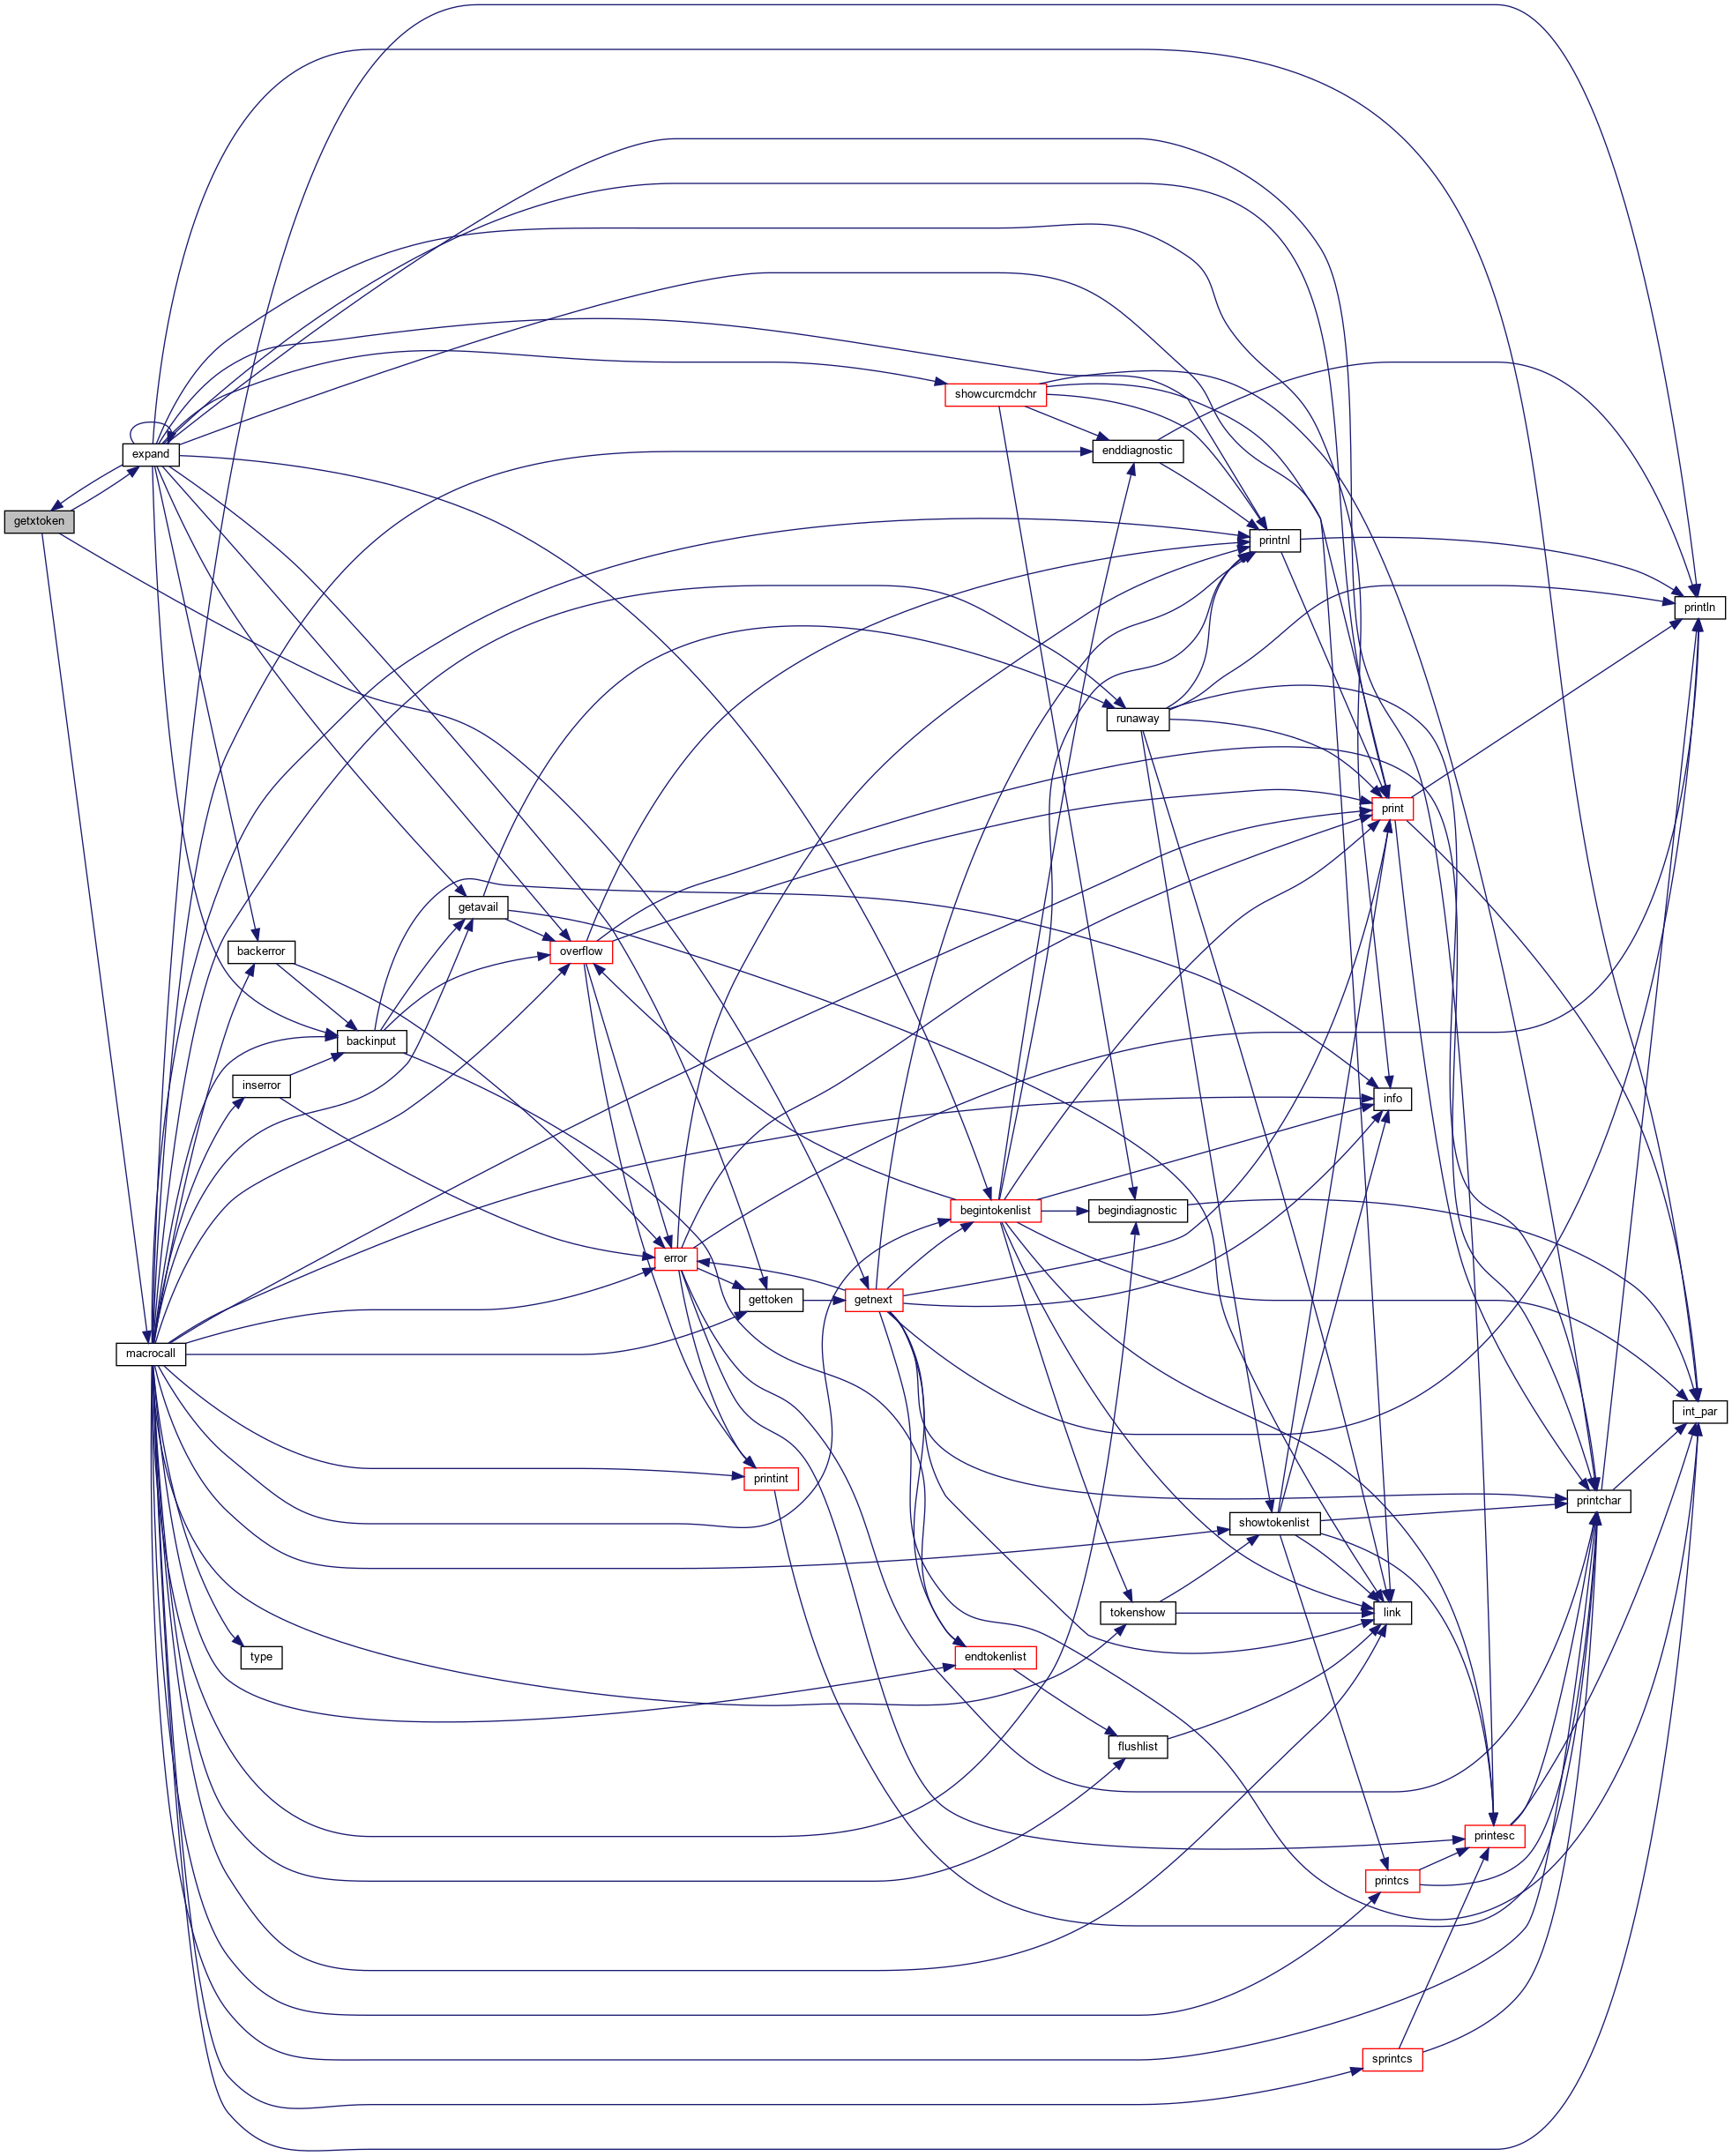 showcurcmdchr
enddiagnostic
expand
getxtoken
printnl
println
runaway
print
getavail
backerror
overflow
backinput
inserror
info
begintokenlist
begindiagnostic
error
gettoken
getnext
macrocall
int_par
printint
printchar
showtokenlist
tokenshow
link
type
endtokenlist
flushlist
printesc
printcs
sprintcs